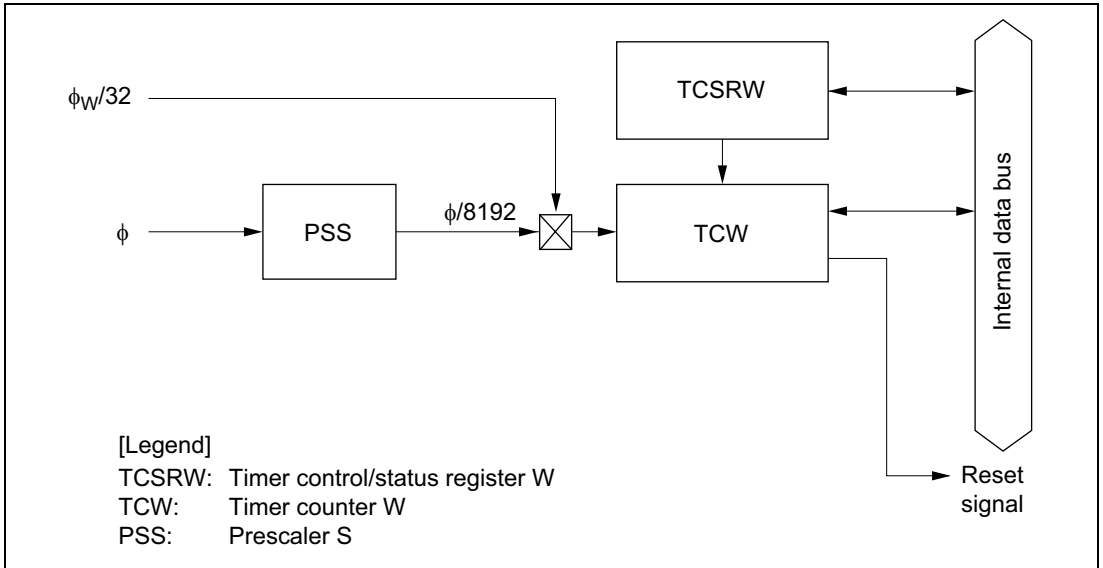 ϕW/32
TCSRW
ϕ
PSS
ϕ/8192
TCW
Internal data bus
[Legend]
TCSRW: Timer control/status register W
TCW: Timer counter W
PSS: Prescaler S
Reset
signal